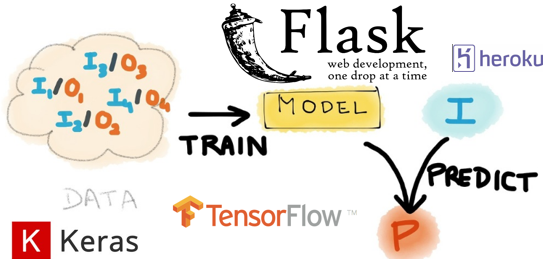 Flask
web development,
one drop at a time
heroku
I3/O3
I1/O1
I4/O4
I2/O2
MODEL
I
TRAIN
PREDICT
DATA
TensorFlow™
P
K Keras